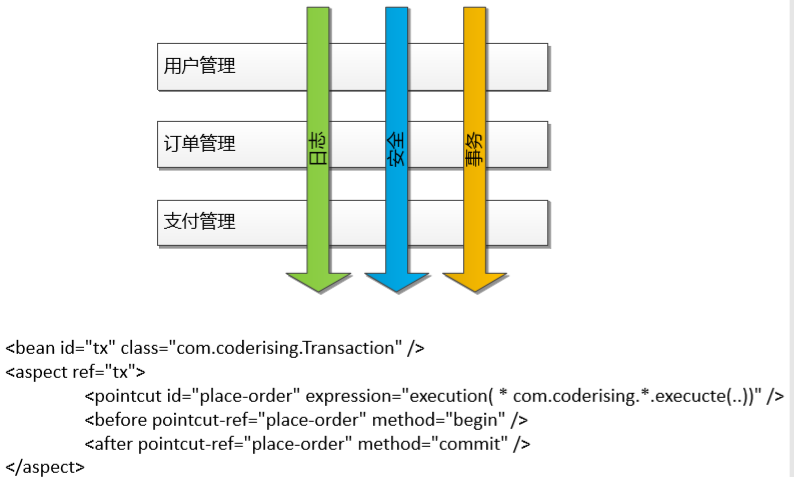 用户管理
订单管理
支付管理
日志
安全
事务
<bean id="tx" class="com.coderising.Transaction" />
<aspect ref="tx">
<pointcut id="place-order" expression="execution( * com.coderising.*.execucte(..))" />
<before pointcut-ref="place-order" method="begin" />
<after pointcut-ref="place-order" method="commit" />
</aspect>